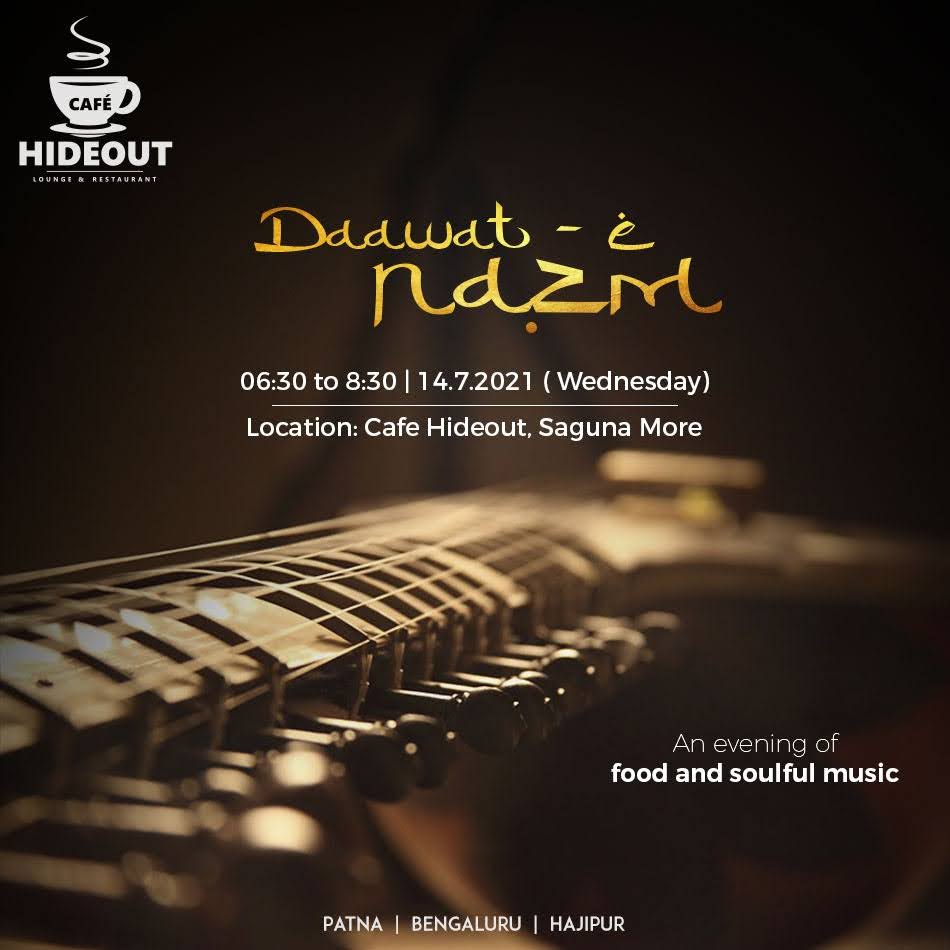 CAFÉ
HIDEOUT
LOUNGE & RESTAURANT
Daawat - ė
Naẓm
06:30 to 8:30 | 14.7.2021 ( Wednesday)
Location: Cafe Hideout, Saguna More
An evening of
food and soulful music
PATNA | BENGALURU | HAJIPUR